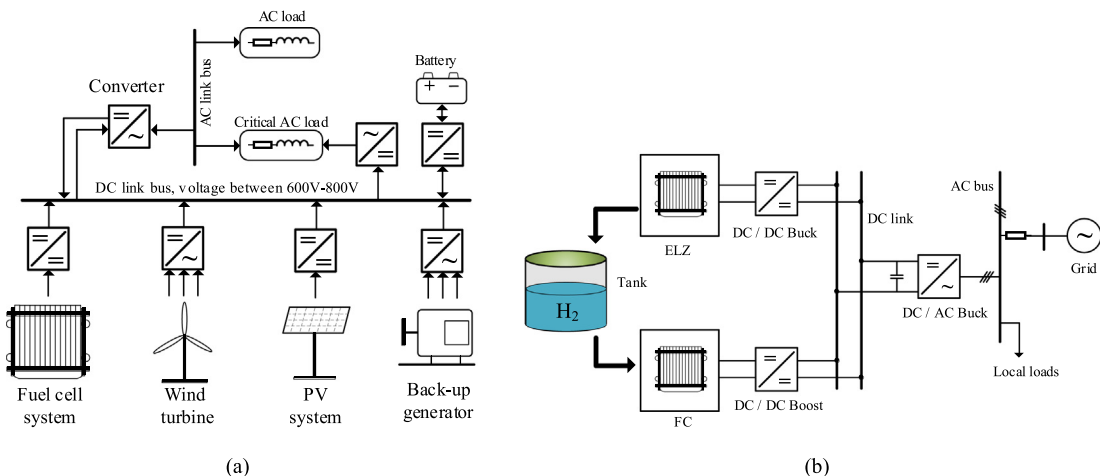 AC load
Battery
+ −
Converter
AC link bus
Critical AC load
DC link bus, voltage between 600V-800V
Fuel cell
system
Wind
turbine
PV
system
Back-up
generator
(a)
ELZ
DC / DC Buck
DC link
AC bus
Grid
Tank
H2
DC / AC Buck
Local loads
FC
DC / DC Boost
(b)